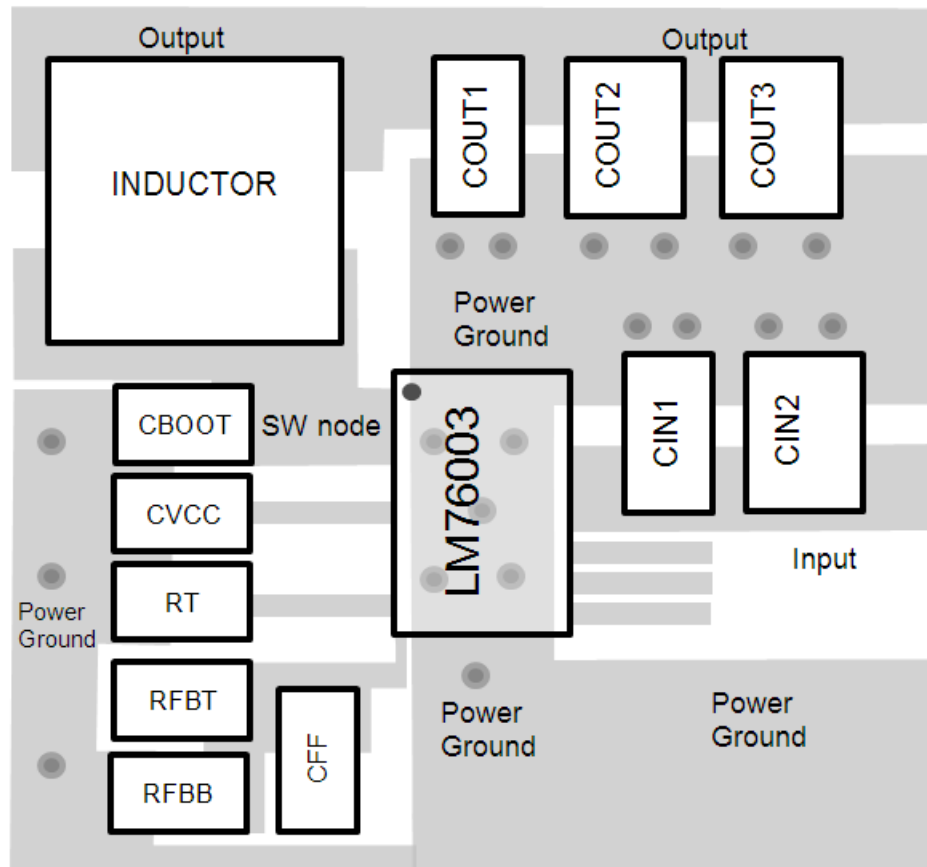 Output
Output
INDUCTOR
COUT1
COUT2
COUT3
Power
Ground
CBOOT
SW node
LM76003
CIN1
CIN2
CVCC
Input
RT
Power
Ground
RFBT
CFF
Power
Ground
Power
Ground
RFBB